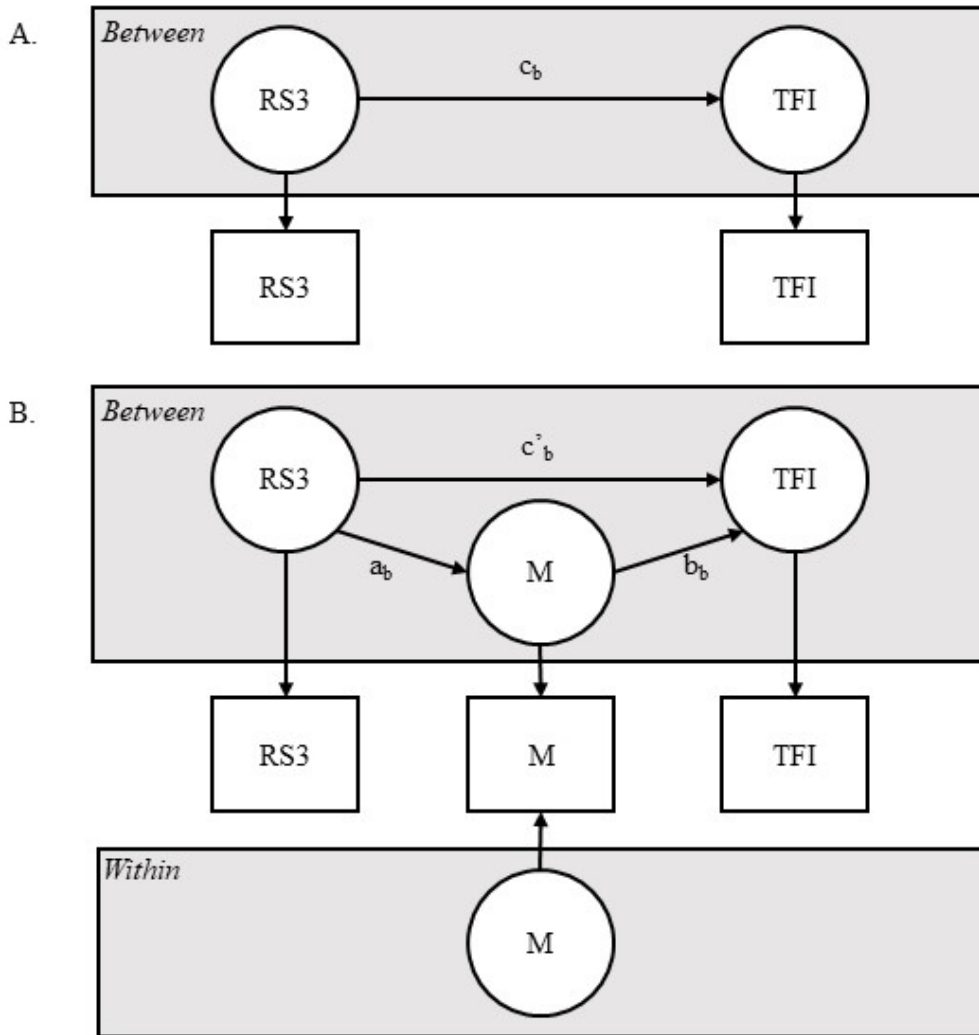 A.
Between
RS3
c_b
TFI
RS3
TFI
B.
Between
RS3
c'_b
TFI
a_b
M
b_b
RS3
M
TFI
Within
M